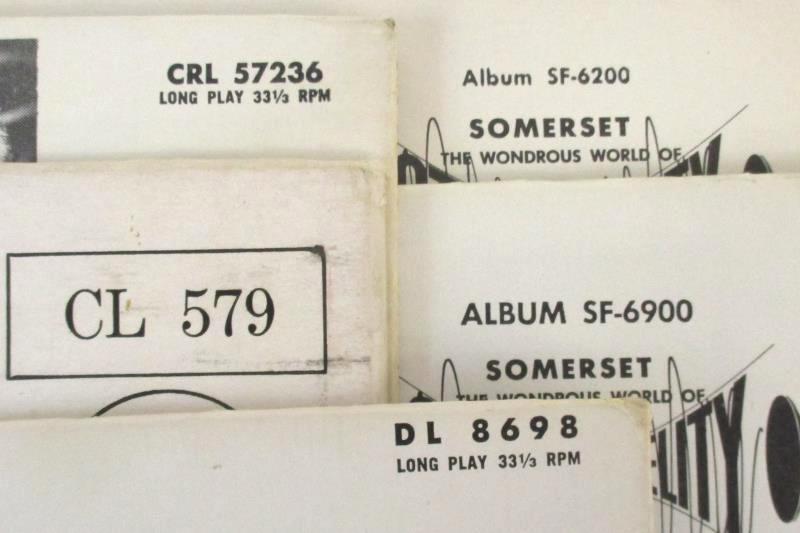 CRL 57236
LONG PLAY 33⅓ RPM
Album SF-6200
SOMERSET
THE WONDROUS WORLD OF
CL 579
ALBUM SF-6900
SOMERSET
THE WONDROUS WORLD OF
DL 8698
LONG PLAY 33⅓ RPM